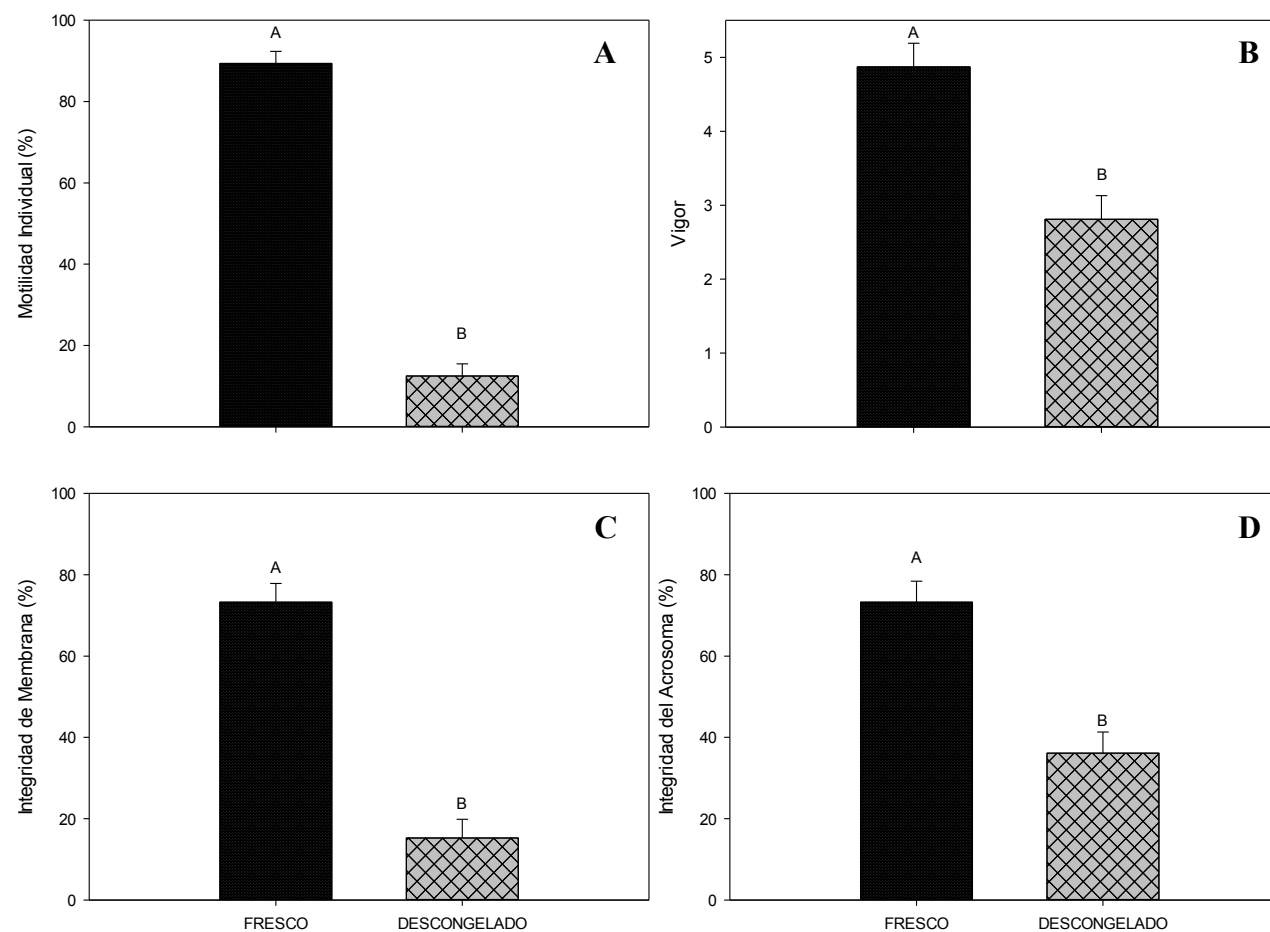 100
80
60
40
20
0
Motilidad Individual (%)
A
B
A
5
4
3
2
1
0
Vigor
A
B
B
100
80
60
40
20
0
Integridad de Membrana (%)
A
B
C
FRESCO
DESCONGELADO
100
80
60
40
20
0
Integridad del Acrosoma (%)
A
B
D
FRESCO
DESCONGELADO